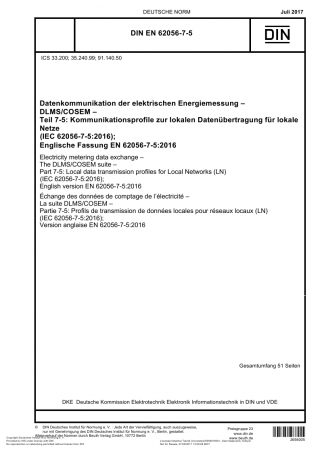 DEUTSCHE NORM
Juli 2017
DIN EN 62056-7-5
DIN
ICS 33.200; 35.240.99; 91.140.50
Datenkommunikation der elektrischen Energiemessung –
DLMS/COSEM –
Teil 7-5: Kommunikationsprofile zur lokalen Datenübertragung für lokale
Netze
(IEC 62056-7-5:2016);
Englische Fassung EN 62056-7-5:2016
Electricity metering data exchange –
The DLMS/COSEM suite –
Part 7-5: Local data transmission profiles for Local Networks (LN)
(IEC 62056-7-5:2016);
English version EN 62056-7-5:2016
Échange des données de comptage de l'électricité –
La suite DLMS/COSEM –
Partie 7-5: Profils de transmission de données locales pour réseaux locaux (LN)
(IEC 62056-7-5:2016);
Version anglaise EN 62056-7-5:2016
Gesamtumfang 51 Seiten
DKE Deutsche Kommission Elektrotechnik Elektronik Informationstechnik in DIN und VDE
© DIN Deutsches Institut für Normung e. V. · Jede Art der Vervielfältigung, auch auszugsweise,
nur mit Genehmigung des DIN Deutsches Institut für Normung e. V., Berlin, gestattet.
Alleinverkauf der Normen durch Beuth Verlag GmbH, 10772 Berlin
Preisgruppe 23
www.din.de
www.beuth.de